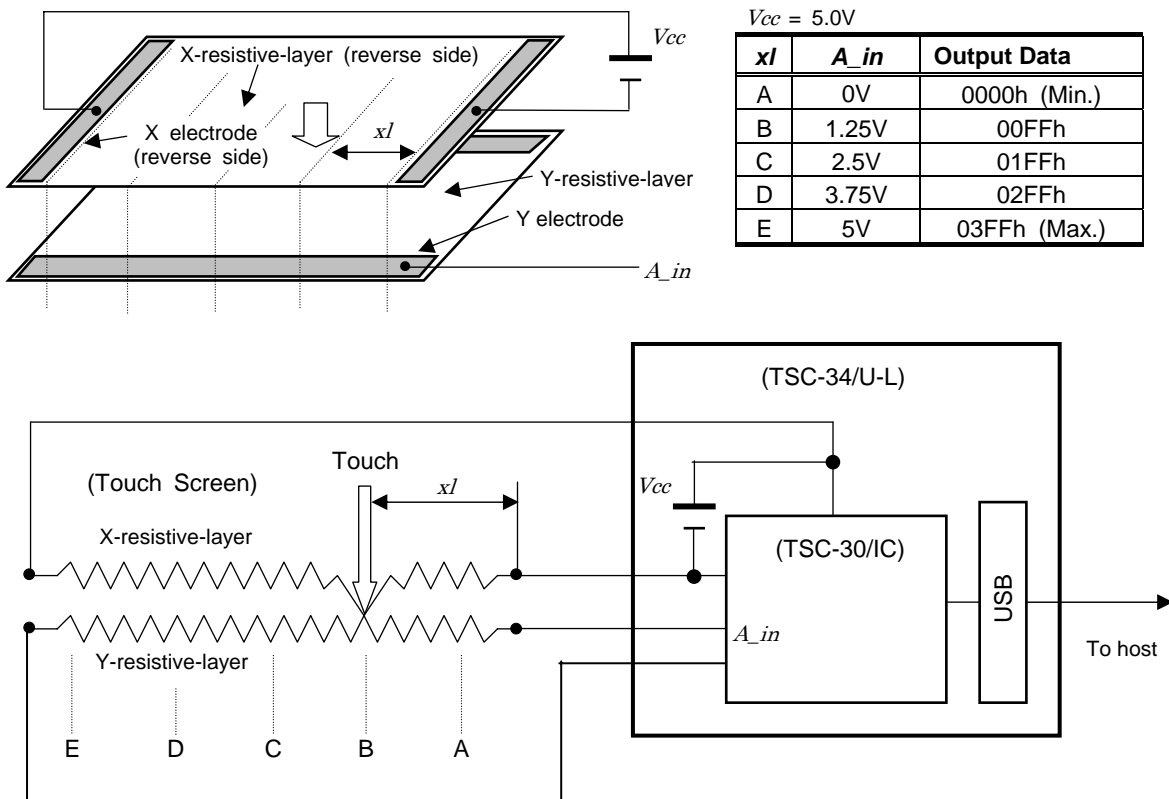 Vcc
X-resistive-layer (reverse side)
X electrode
(reverse side)
xl
Y-resistive-layer
Y electrode
A_in
Vcc = 5.0V
xl A_in Output Data
A 0V 0000h (Min.)
B 1.25V 00FFh
C 2.5V 01FFh
D 3.75V 02FFh
E 5V 03FFh (Max.)
(TSC-34/U-L)
Touch
(Touch Screen)
xl
Vcc
X-resistive-layer
(TSC-30/IC)
USB
A_in
Y-resistive-layer
To host
E D C B A